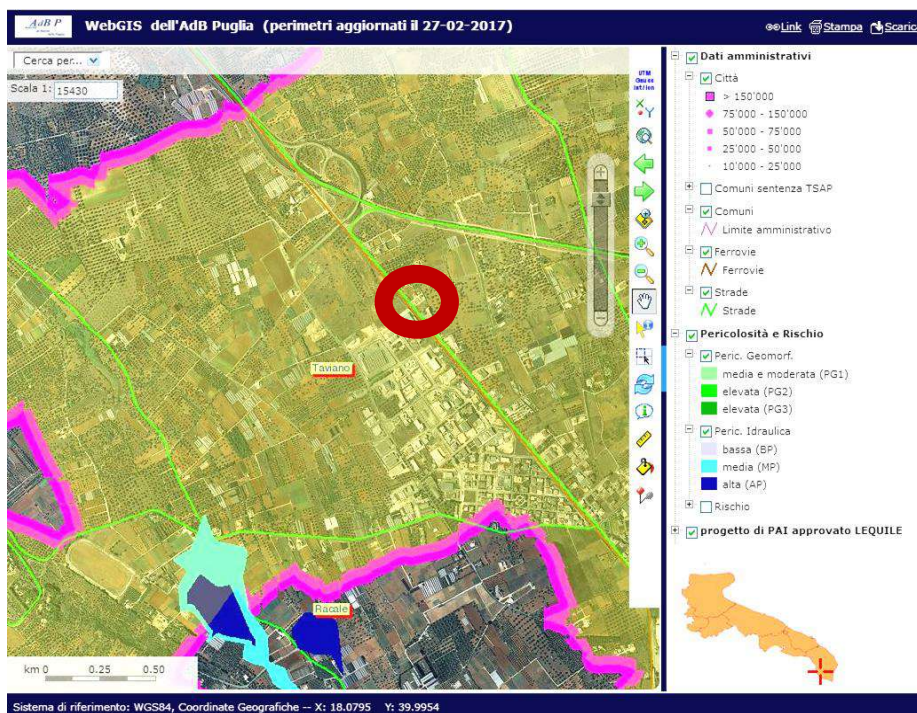 AdB P
WebGIS dell'AdB Puglia (perimetri aggiornati il 27-02-2017)
Link Stampa Scaric
Cerca per...
Scala 1: 15430
UTM
Taviano
Racale
km 0 0.25 0.50
Dati amministrativi
Città
> 150'000
75'000 - 150'000
50'000 - 75'000
25'000 - 50'000
10'000 - 25'000
Comuni sentenza TSAP
Comuni
Limite amministrativo
Ferrovie
Ferrovie
Strade
Strade
Pericolosità e Rischio
Peric. Geomorf.
media e moderata (PG1)
elevata (PG2)
elevata (PG3)
Peric. Idraulica
bassa (BP)
media (MP)
alta (AP)
Rischio
progetto di PAI approvato LEQUILE
Sistema di riferimento: WGS84, Coordinate Geografiche -- X: 18.0795 Y: 39.9954